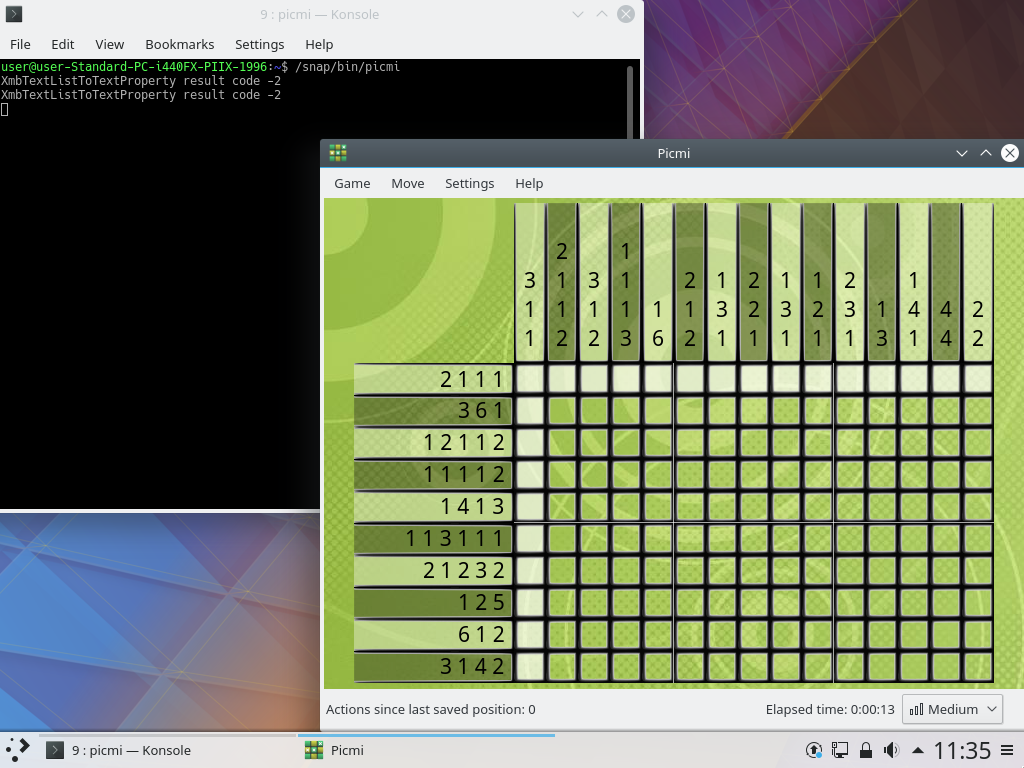 9 : picmi — Konsole
File Edit View Bookmarks Settings Help
user@user-Standard-PC-i440FX-PIIX-1996:~$ /snap/bin/picmi
XmbTextListToTextProperty result code -2
XmbTextListToTextProperty result code -2
Picmi
Game Move Settings Help
2 1
3 1 3 1 2 1 2 1 1 2 1
1 1 1 1 1 1 3 2 3 2 3 1 4 4 2
1 2 2 3 6 2 1 1 1 1 1 3 1 4 2
2 1 1 1
3 6 1
1 2 1 1 2
1 1 1 1 2
1 4 1 3
1 1 3 1 1 1
2 1 2 3 2
1 2 5
6 1 2
3 1 4 2
Actions since last saved position: 0 Elapsed time: 0:00:13 Medium
9 : picmi — Konsole Picmi 11:35